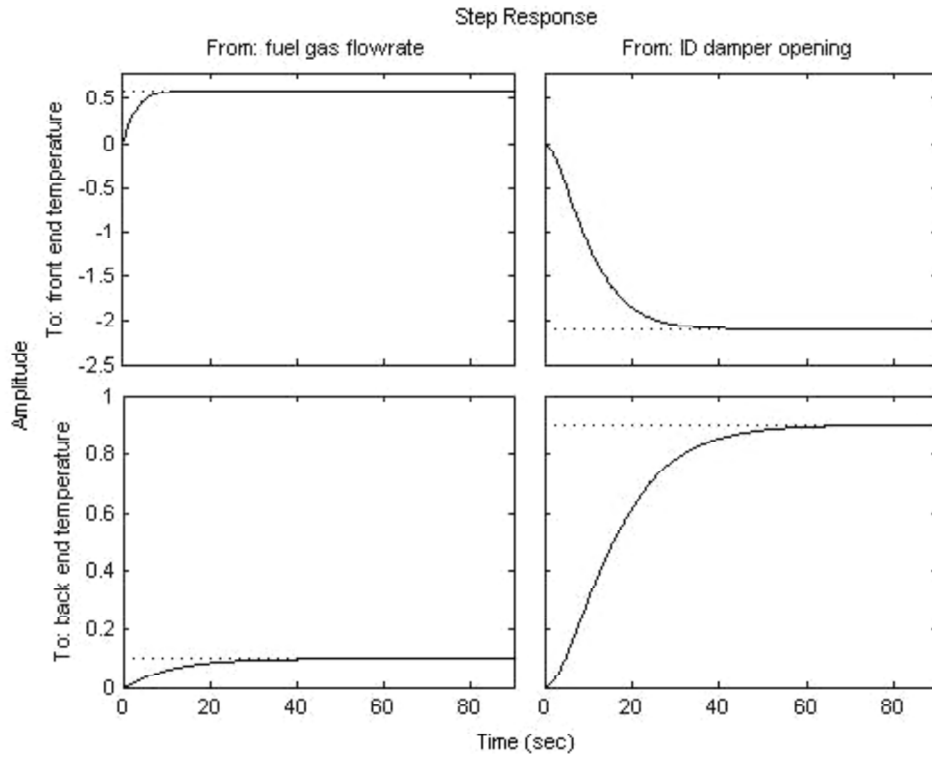 Step Response
From: fuel gas flowrate
From: ID damper opening
Amplitude
To: front end temperature
0.5
0
-0.5
-1
-1.5
-2
-2.5
To: back end temperature
1
0.8
0.6
0.4
0.2
0
0 20 40 60 80
0 20 40 60 80
Time (sec)